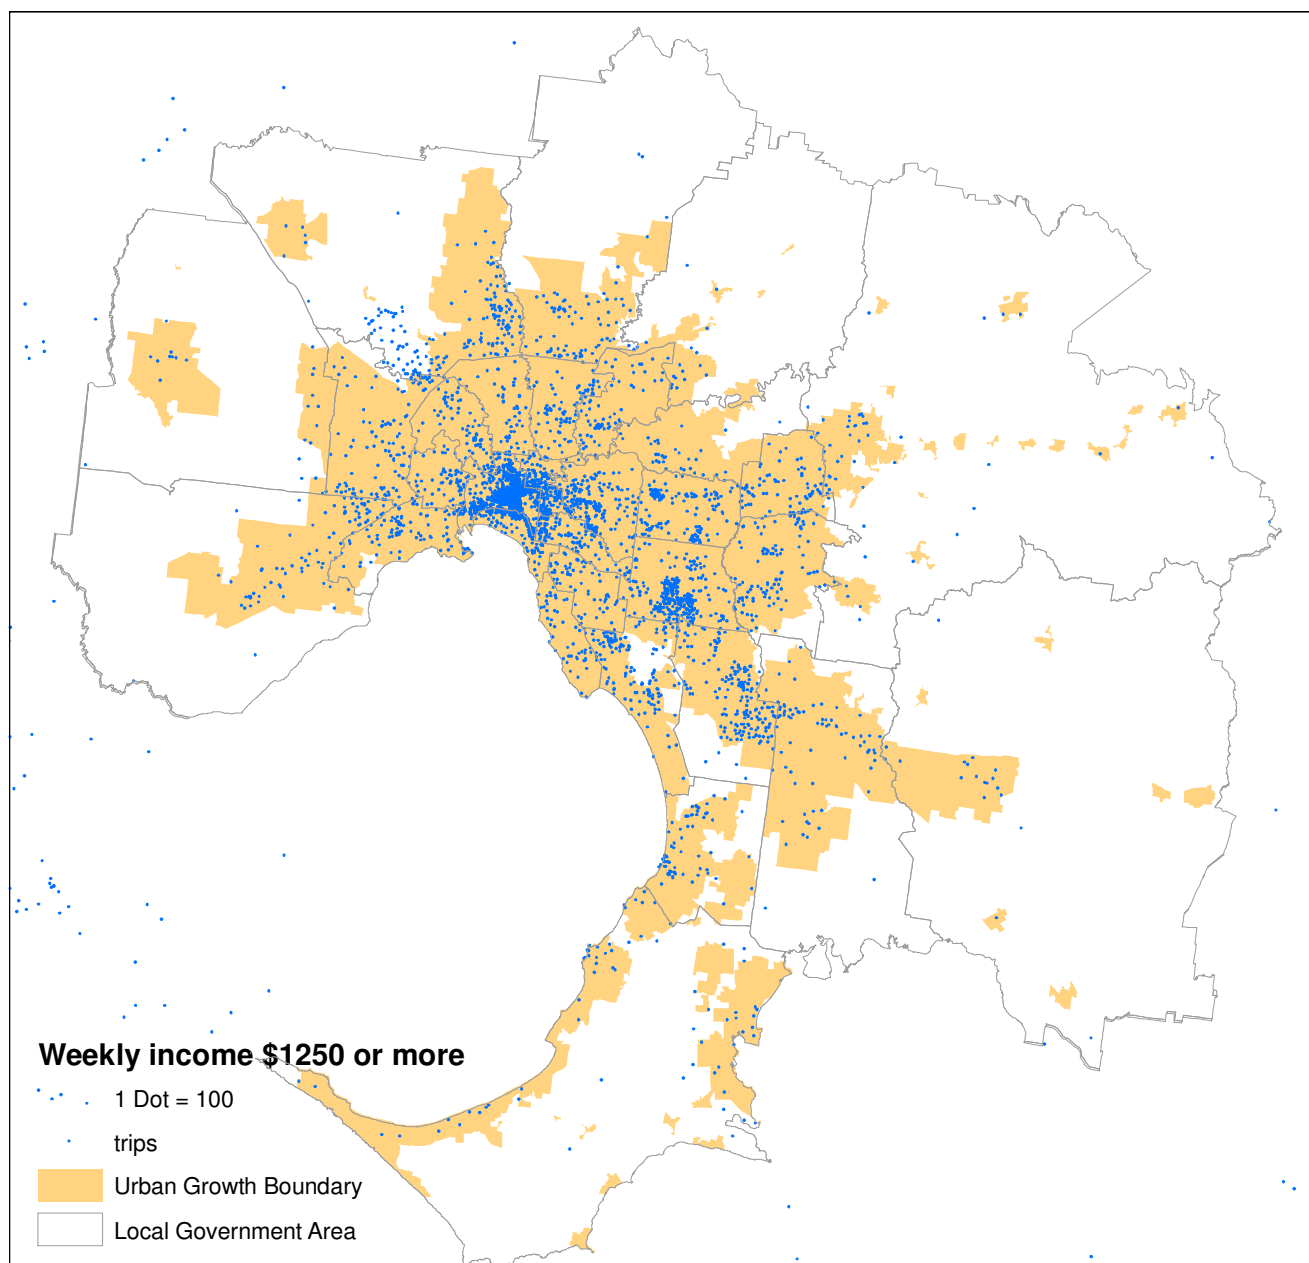 Weekly income $1250 or more
1 Dot = 100
trips
Urban Growth Boundary
Local Government Area